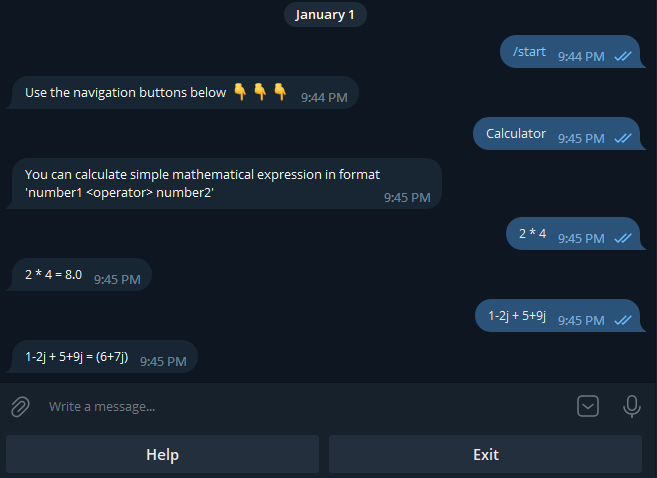 January 1
/start 9:44 PM
Use the navigation buttons below 👇 👇 👇 9:44 PM
Calculator 9:45 PM
You can calculate simple mathematical expression in format
'number1 <operator> number2' 9:45 PM
2 * 4 9:45 PM
2 * 4 = 8.0 9:45 PM
1-2j + 5+9j 9:45 PM
1-2j + 5+9j = (6+7j) 9:45 PM
Write a message...
Help Exit